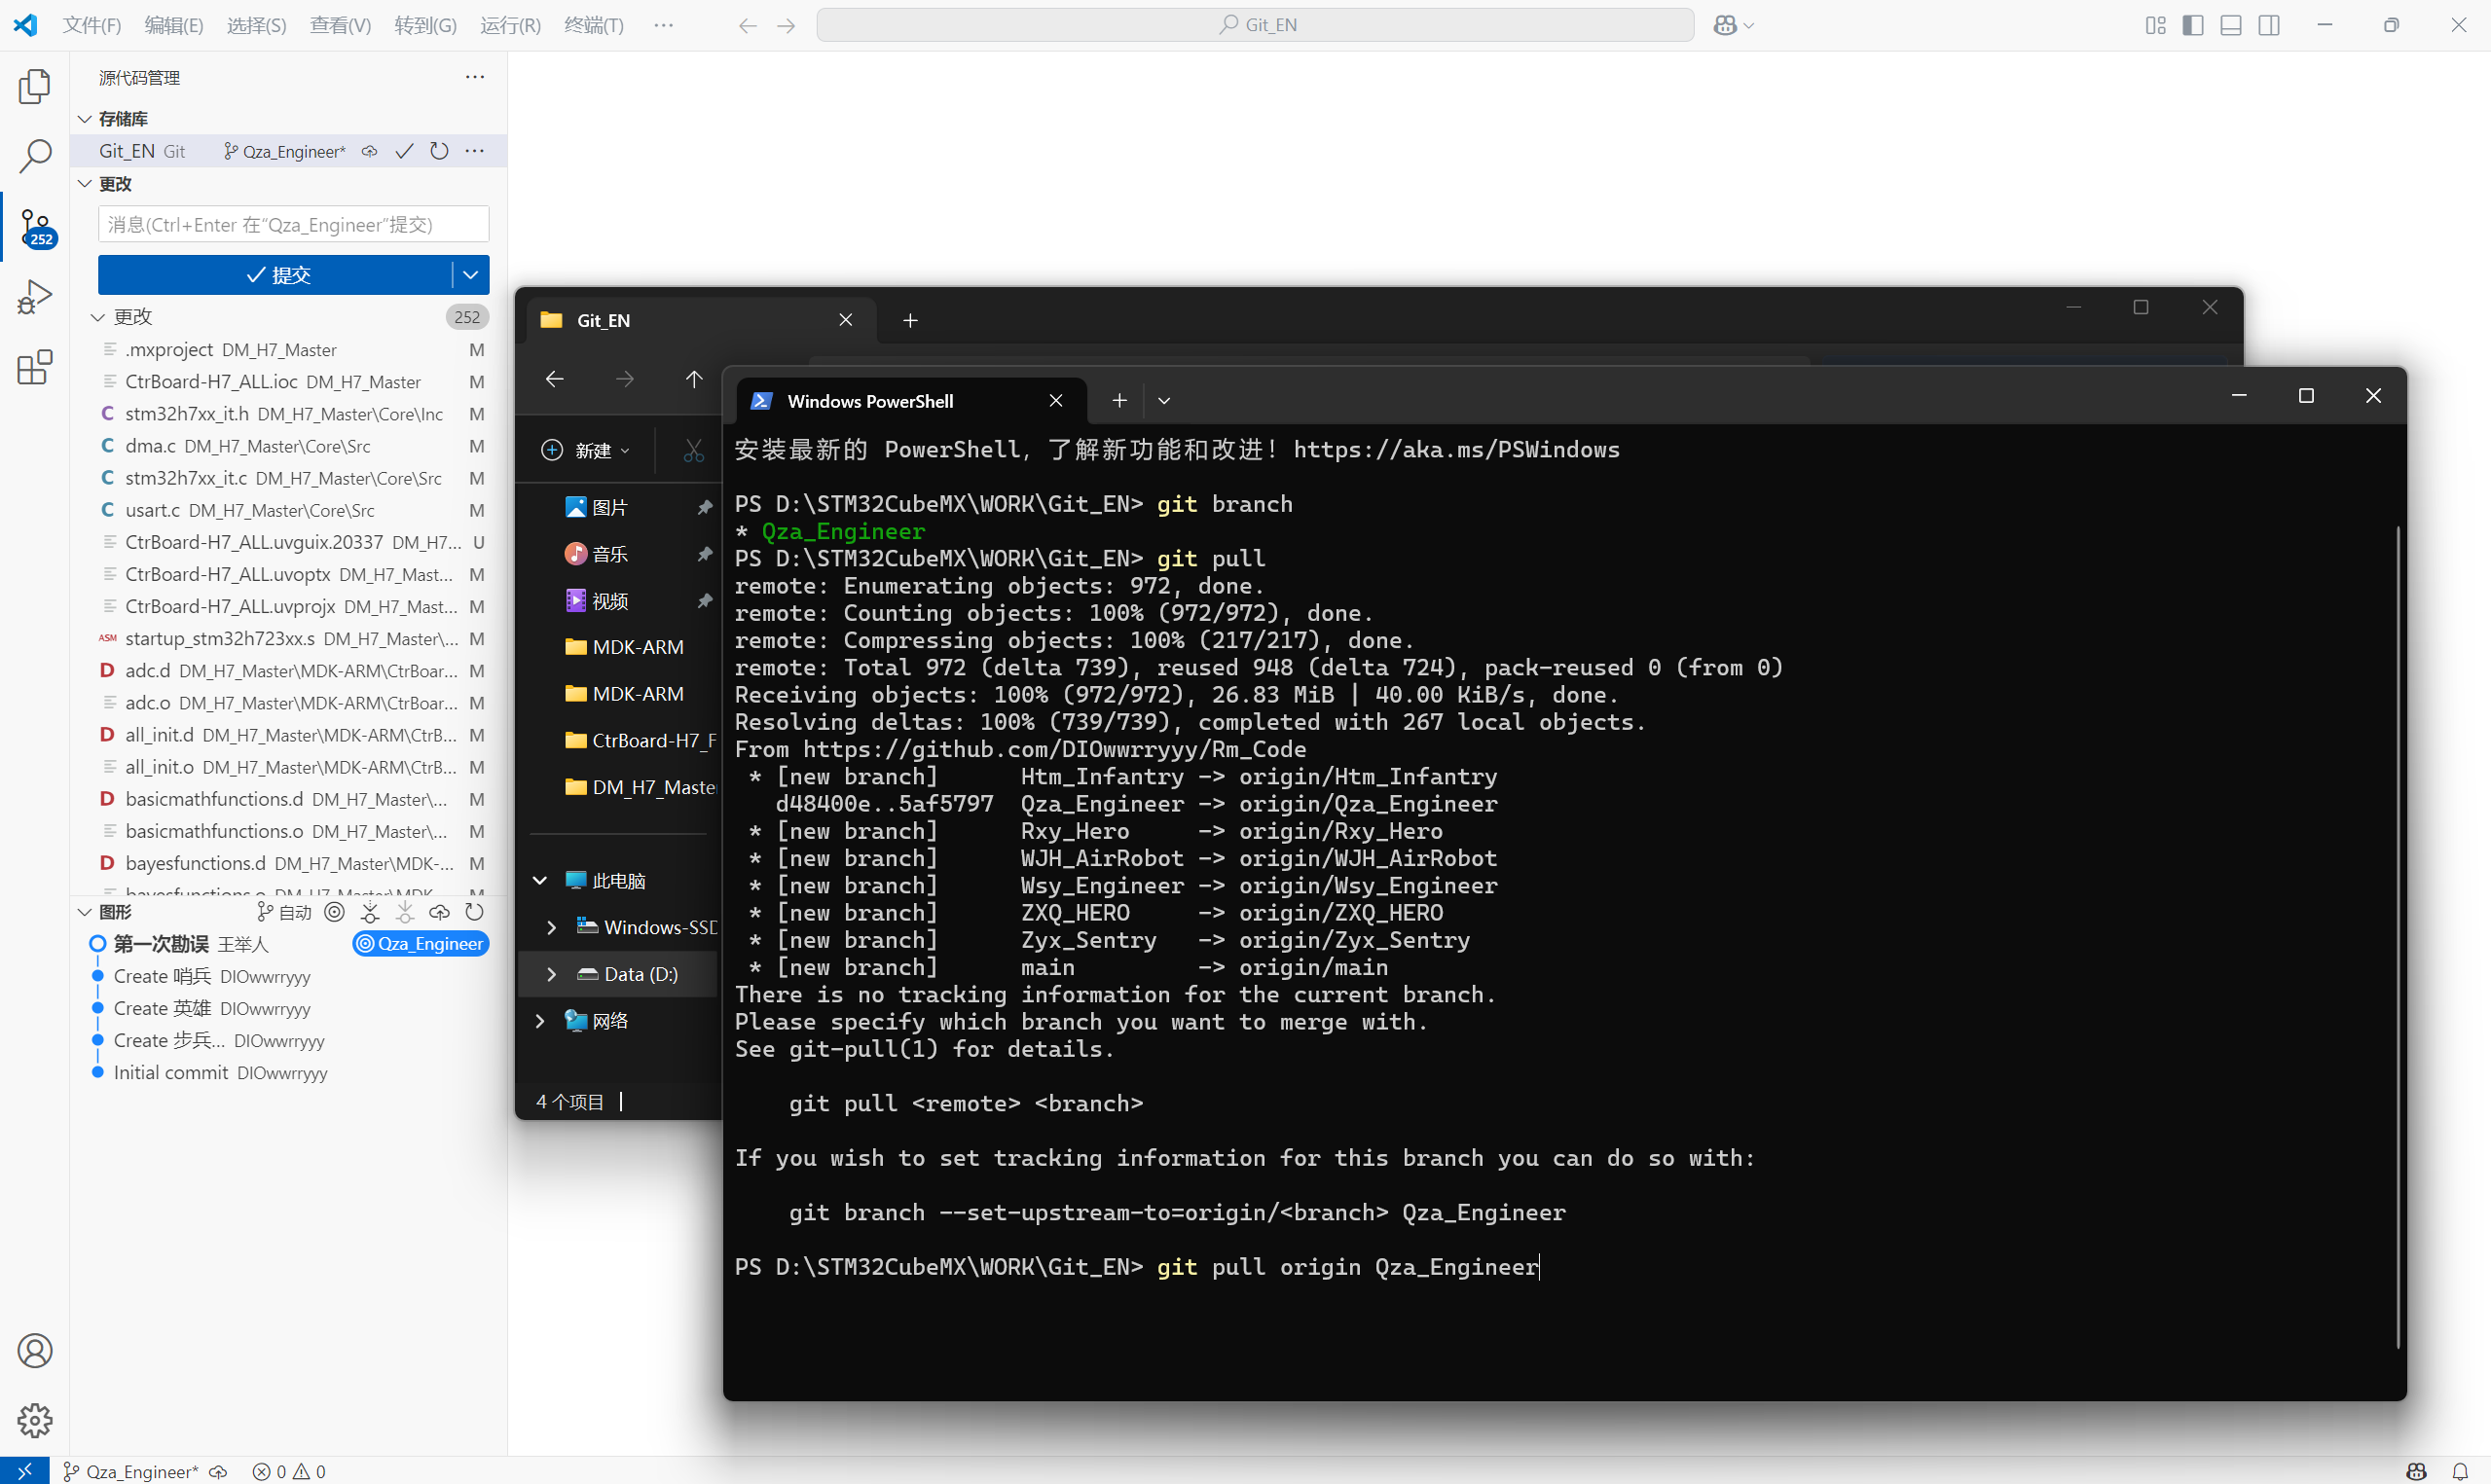 文件(F) 编辑(E) 选择(S) 查看(V) 转到(G) 运行(R) 终端(T) ··· Git_EN
源代码管理
存储库
Git_EN Git Qza_Engineer*
更改
消息(Ctrl+Enter 在“Qza_Engineer”提交)
提交
更改 252
252
.mxproject DM_H7_Master M
CtrBoard-H7_ALL.ioc DM_H7_Master M
C stm32h7xx_it.h DM_H7_Master\Core\Inc M
C dma.c DM_H7_Master\Core\Src M
C stm32h7xx_it.c DM_H7_Master\Core\Src M
C usart.c DM_H7_Master\Core\Src M
CtrBoard-H7_ALL.uvguix.20337 DM_H7... U
CtrBoard-H7_ALL.uvoptx DM_H7_Mast... M
CtrBoard-H7_ALL.uvprojx DM_H7_Mast... M
ASM startup_stm32h723xx.s DM_H7_Master\... M
D adc.d DM_H7_Master\MDK-ARM\CtrBoar... M
adc.o DM_H7_Master\MDK-ARM\CtrBoar... M
D all_init.d DM_H7_Master\MDK-ARM\CtrB... M
all_init.o DM_H7_Master\MDK-ARM\CtrB... M
D basicmathfunctions.d DM_H7_Master\... M
basicmathfunctions.o DM_H7_Master\... M
D bayesfunctions.d DM_H7_Master\MDK-... M
bayesfunctions.o DM_H7_Master\MDK... M
图形 自动
第一次勘误 王举人 Qza_Engineer
Create 哨兵 DIOwwrryyy
Create 英雄 DIOwwrryyy
Create 步兵... DIOwwrryyy
Initial commit DIOwwrryyy
Qza_Engineer* 0 0
Git_EN
新建
图片
音乐
视频
MDK-ARM
MDK-ARM
CtrBoard-H7_F
DM_H7_Master
此电脑
Windows-SSD
Data (D:)
网络
4 个项目
Windows PowerShell
安装最新的 PowerShell，了解新功能和改进！https://aka.ms/PSWindows
PS D:\STM32CubeMX\WORK\Git_EN> git branch
* Qza_Engineer
PS D:\STM32CubeMX\WORK\Git_EN> git pull
remote: Enumerating objects: 972, done.
remote: Counting objects: 100% (972/972), done.
remote: Compressing objects: 100% (217/217), done.
remote: Total 972 (delta 739), reused 948 (delta 724), pack-reused 0 (from 0)
Receiving objects: 100% (972/972), 26.83 MiB | 40.00 KiB/s, done.
Resolving deltas: 100% (739/739), completed with 267 local objects.
From https://github.com/DIOwwrryyy/Rm_Code
* [new branch] Htm_Infantry -> origin/Htm_Infantry
d48400e..5af5797 Qza_Engineer -> origin/Qza_Engineer
* [new branch] Rxy_Hero -> origin/Rxy_Hero
* [new branch] WJH_AirRobot -> origin/WJH_AirRobot
* [new branch] Wsy_Engineer -> origin/Wsy_Engineer
* [new branch] ZXQ_HERO -> origin/ZXQ_HERO
* [new branch] Zyx_Sentry -> origin/Zyx_Sentry
* [new branch] main -> origin/main
There is no tracking information for the current branch.
Please specify which branch you want to merge with.
See git-pull(1) for details.
git pull <remote> <branch>
If you wish to set tracking information for this branch you can do so with:
git branch --set-upstream-to=origin/<branch> Qza_Engineer
PS D:\STM32CubeMX\WORK\Git_EN> git pull origin Qza_Engineer